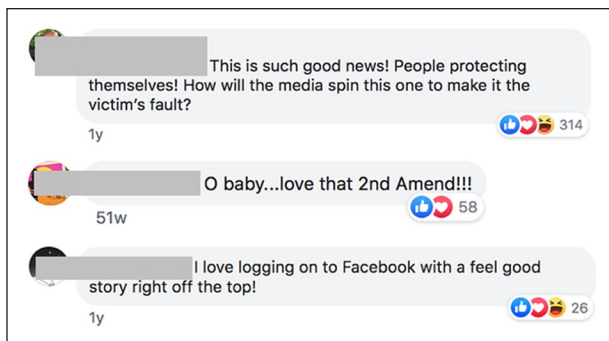 This is such good news! People protecting
themselves! How will the media spin this one to make it the
victim's fault?
314
1y
O baby...love that 2nd Amend!!!
58
51w
I love logging on to Facebook with a feel good
story right off the top!
26
1y